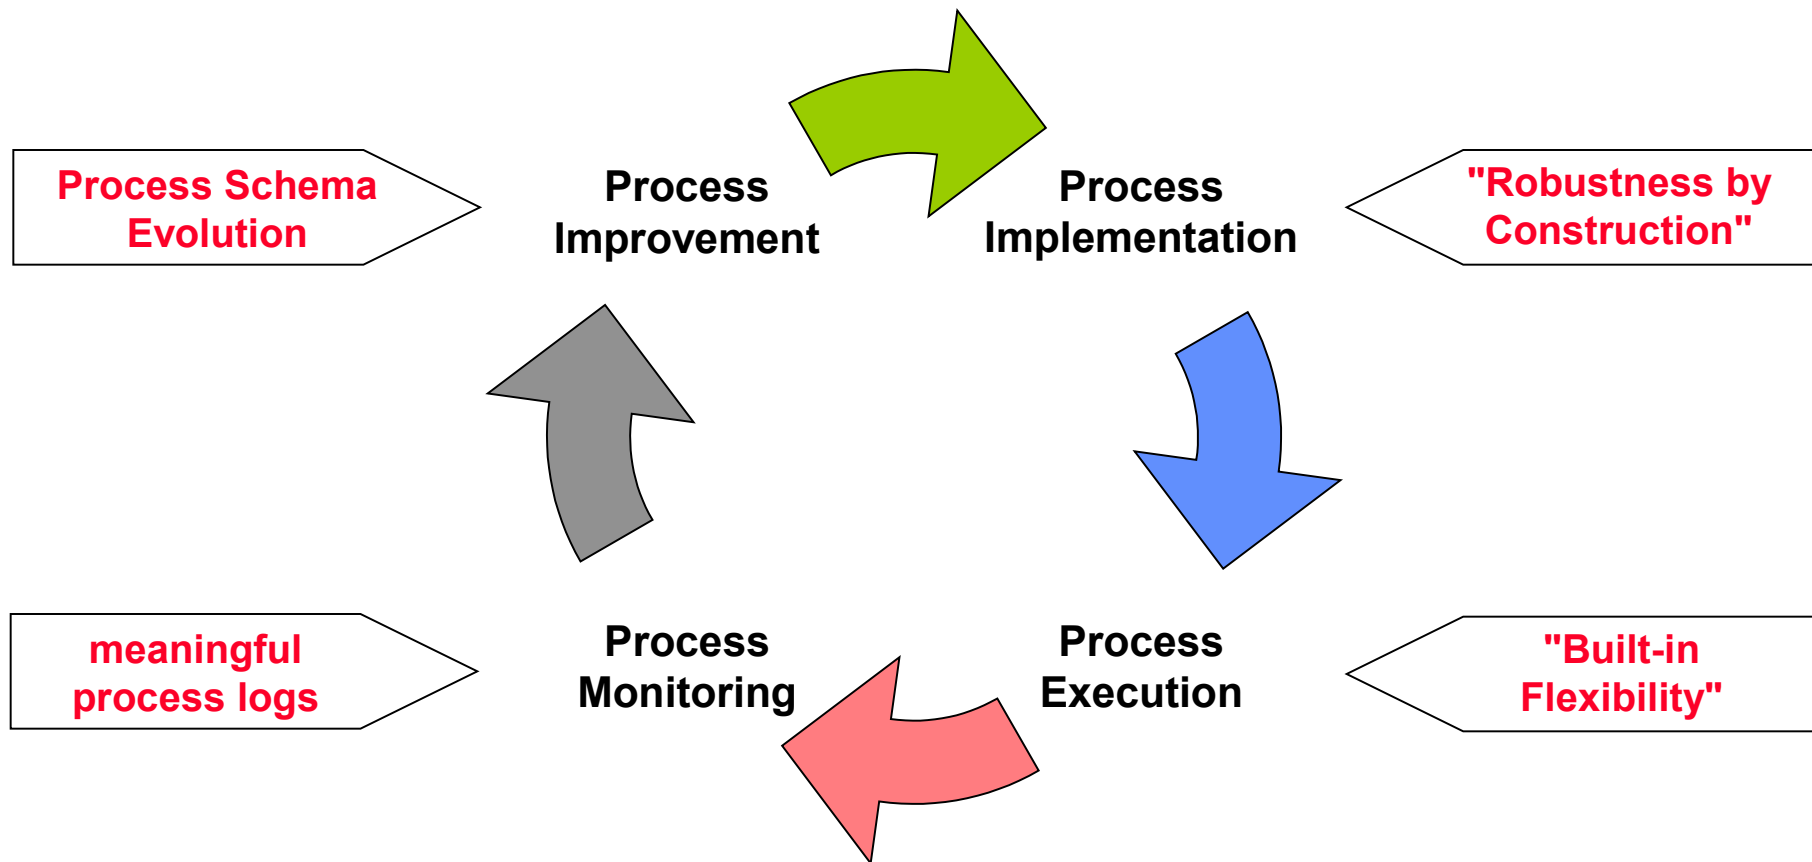 Process Schema
Evolution
Process
Improvement
Process
Implementation
"Robustness by
Construction"
meaningful
process logs
Process
Monitoring
Process
Execution
"Built-in
Flexibility"